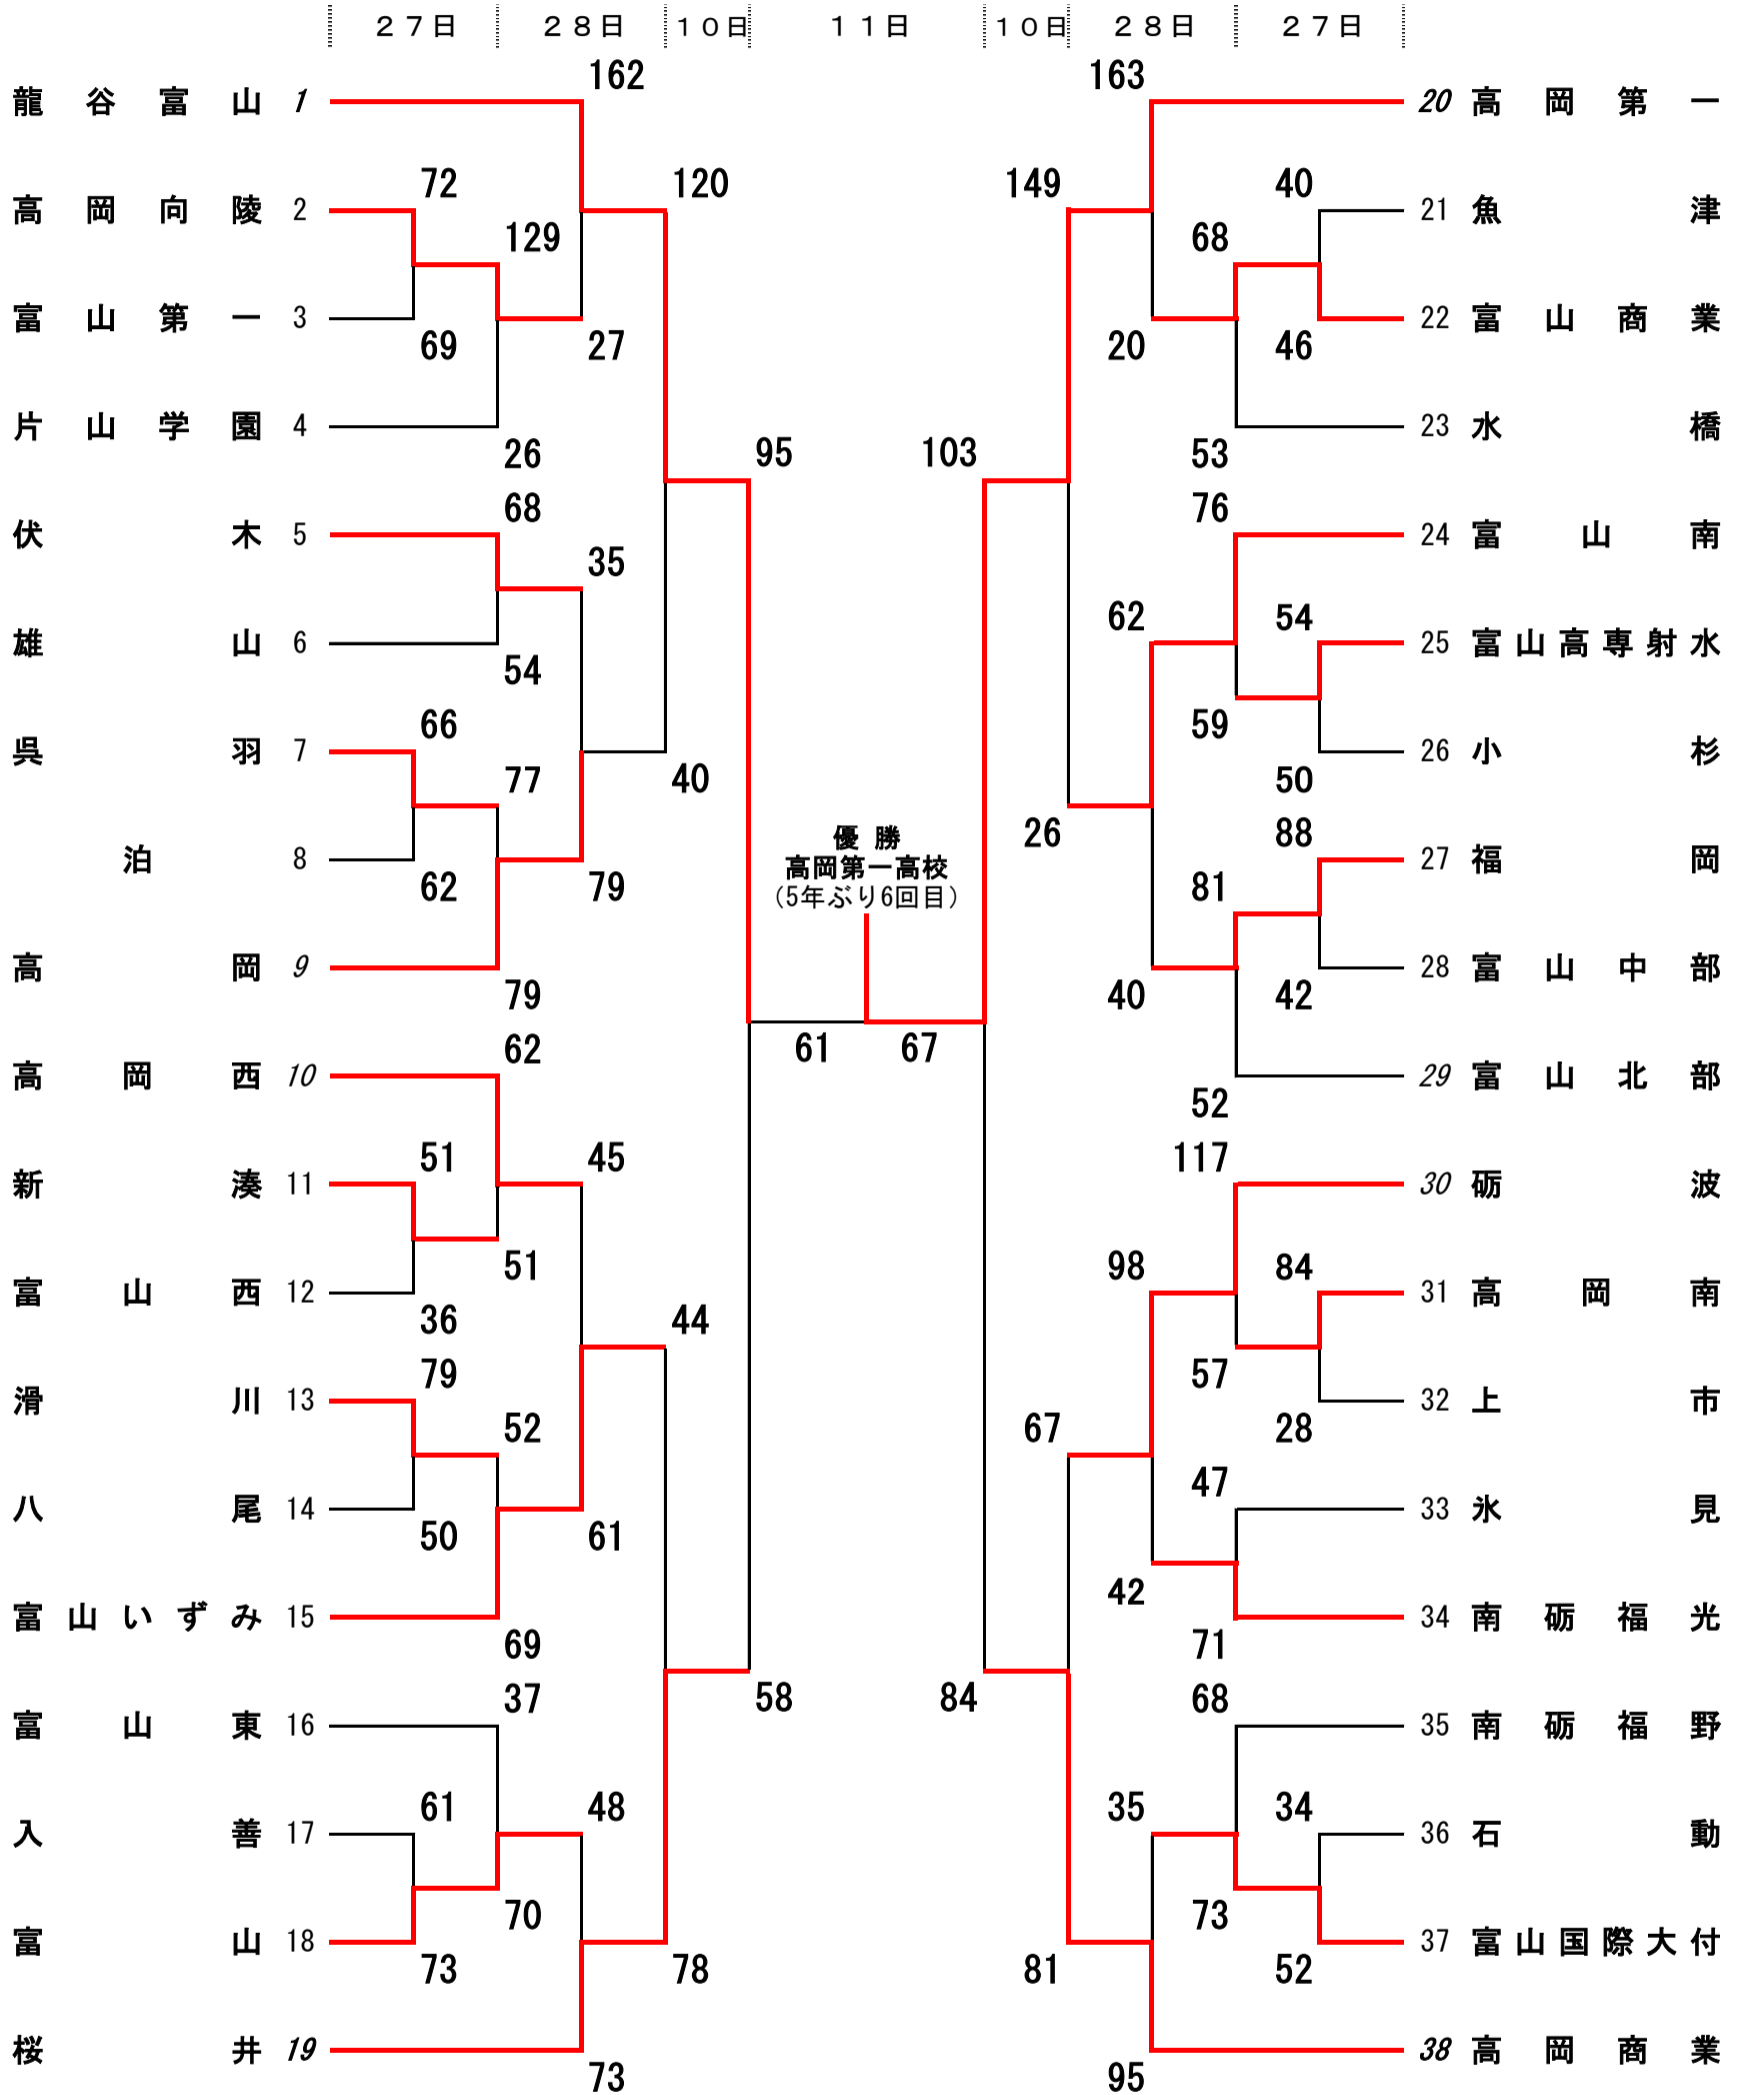 ２７日 ２８日 １０日 １１日 １０日 ２８日 ２７日
162 163
龍谷富山 1 20 高岡第一
72 120 149 40
高岡向陵 2 21 魚津
129 68
富山第一 3 22 富山商業
69 27 20 46
片山学園 4 23 水橋
26 95 103 53
68 76
伏木 5 24 富山南
35
54 62 54
雄山 6 25 富山高専射水
66 59
呉羽 7 26 小杉
77 40 50
優勝 26 88
泊 8 27 福岡
高岡第一高校
62 79 （5年ぶり6回目） 81
高岡 9 28 富山中部
79 40 42
62 61 67
高岡西 10 29 富山北部
52
51 45 117
新湊 11 30 砺波
51 98 84
富山西 12 31 高岡南
36 44
79 57
滑川 13 32 上市
52 67 28
47
八尾 14 33 氷見
50 61
42
富山いずみ 15 34 南砺福光
69 71
37 58 84 68
富山東 16 35 南砺福野
61 48 35 34
入善 17 36 石動
70 73
富山 18 37 富山国際大付
73 78 81 52
桜井 19 38 高岡商業
73 95